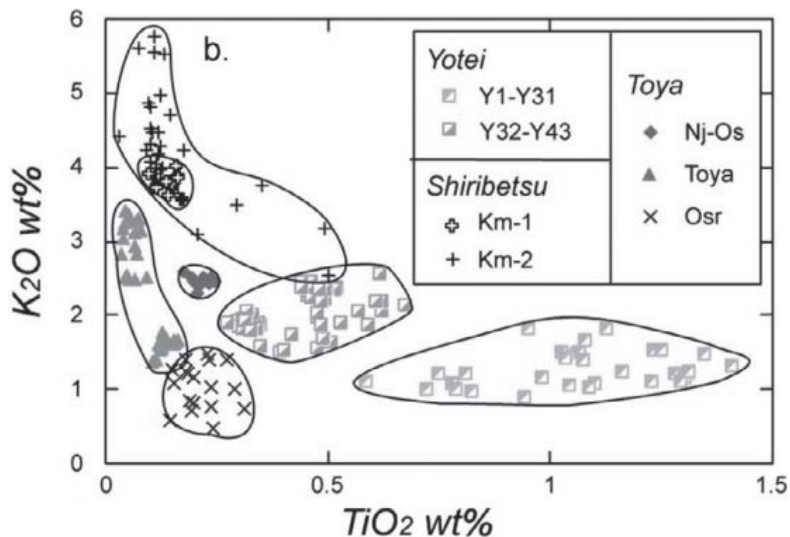 b.
6
5
4
3
2
1
0
K2O wt%
0
0.5
1
1.5
TiO2 wt%
Yotei
Y1-Y31
Y32-Y43
Shiribetsu
Km-1
Km-2
Toya
Nj-Os
Toya
Osr